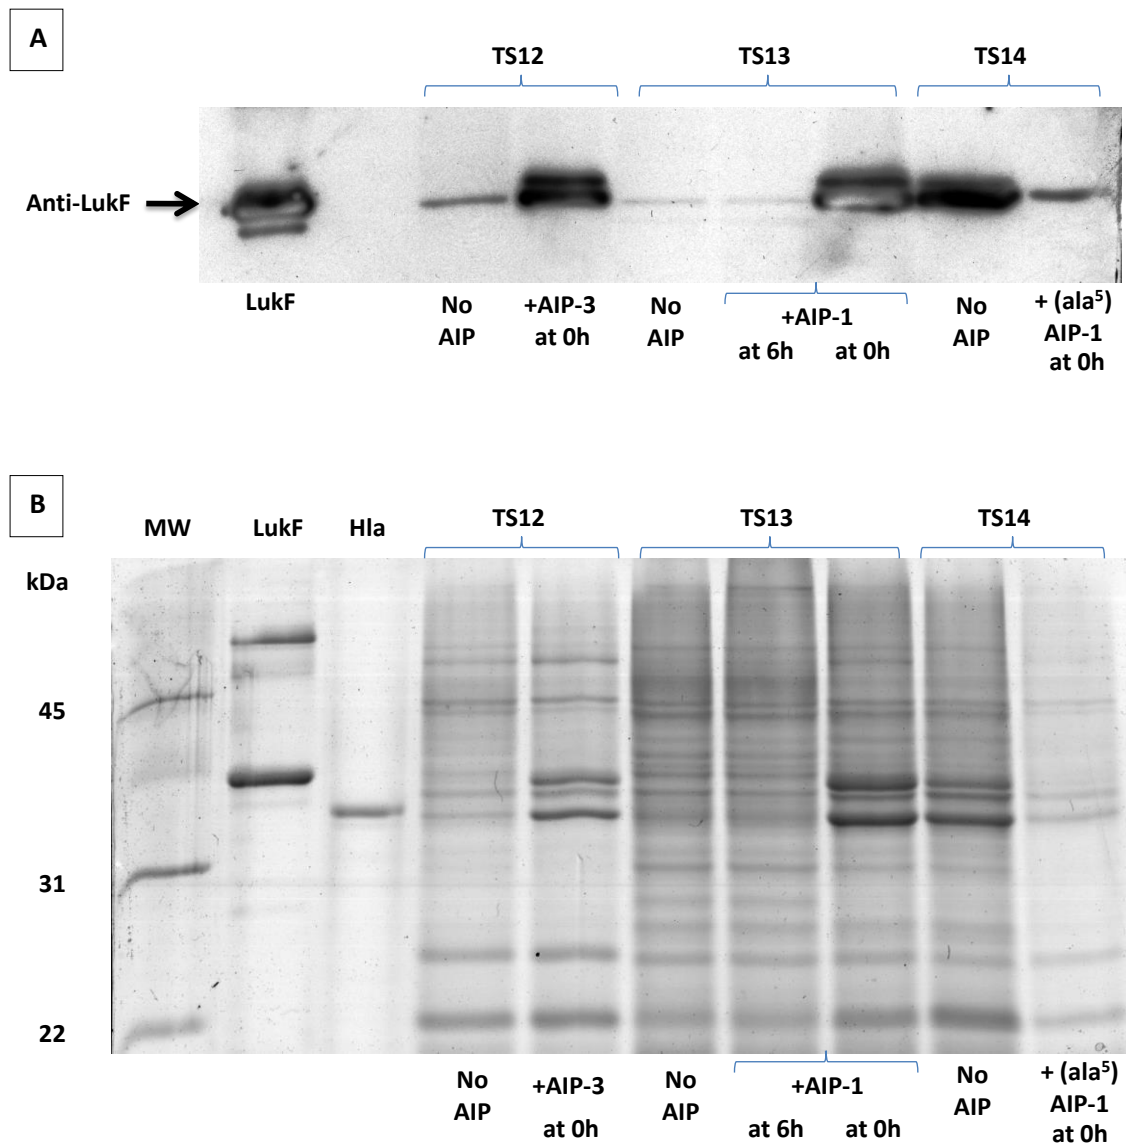 A
TS12 TS13 TS14
Anti-LukF
LukF No +AIP-3 No +AIP-1 No + (ala⁵)
AIP at 0h AIP at 6h at 0h AIP AIP-1
at 0h
B
MW LukF Hla TS12 TS13 TS14
kDa
45
31
22
No +AIP-3 No +AIP-1 No + (ala⁵)
AIP at 0h AIP at 6h at 0h AIP AIP-1
at 0h